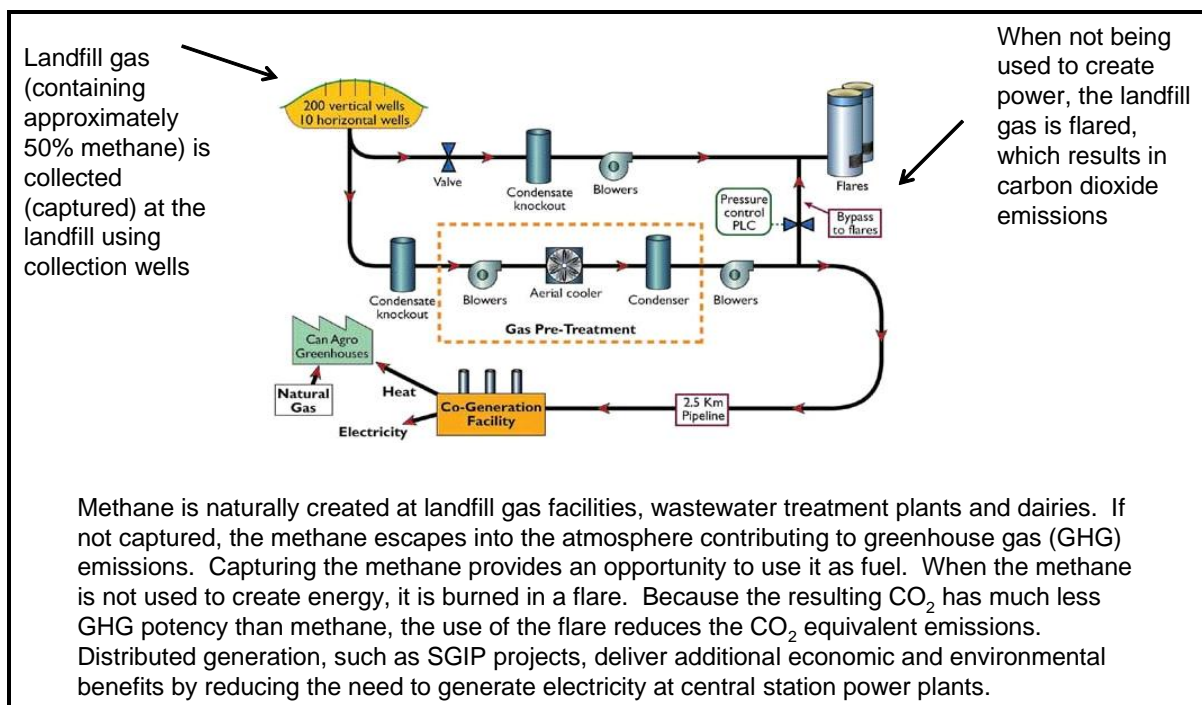 Landfill gas
(containing
approximately
50% methane) is
collected
(captured) at the
landfill using
collection wells
When not being
used to create
power, the landfill
gas is flared,
which results in
carbon dioxide
emissions
200 vertical wells
10 horizontal wells
Valve
Condensate
knockout
Blowers
Flares
Pressure
control
PLC
Bypass
to flares
Condensate
knockout
Blowers
Aerial cooler
Condenser
Blowers
Gas Pre-Treatment
Can Agro
Greenhouses
Natural
Gas
Heat
Electricity
Co-Generation
Facility
2.5 Km
Pipeline
Methane is naturally created at landfill gas facilities, wastewater treatment plants and dairies. If
not captured, the methane escapes into the atmosphere contributing to greenhouse gas (GHG)
emissions. Capturing the methane provides an opportunity to use it as fuel. When the methane
is not used to create energy, it is burned in a flare. Because the resulting CO₂ has much less
GHG potency than methane, the use of the flare reduces the CO₂ equivalent emissions.
Distributed generation, such as SGIP projects, deliver additional economic and environmental
benefits by reducing the need to generate electricity at central station power plants.